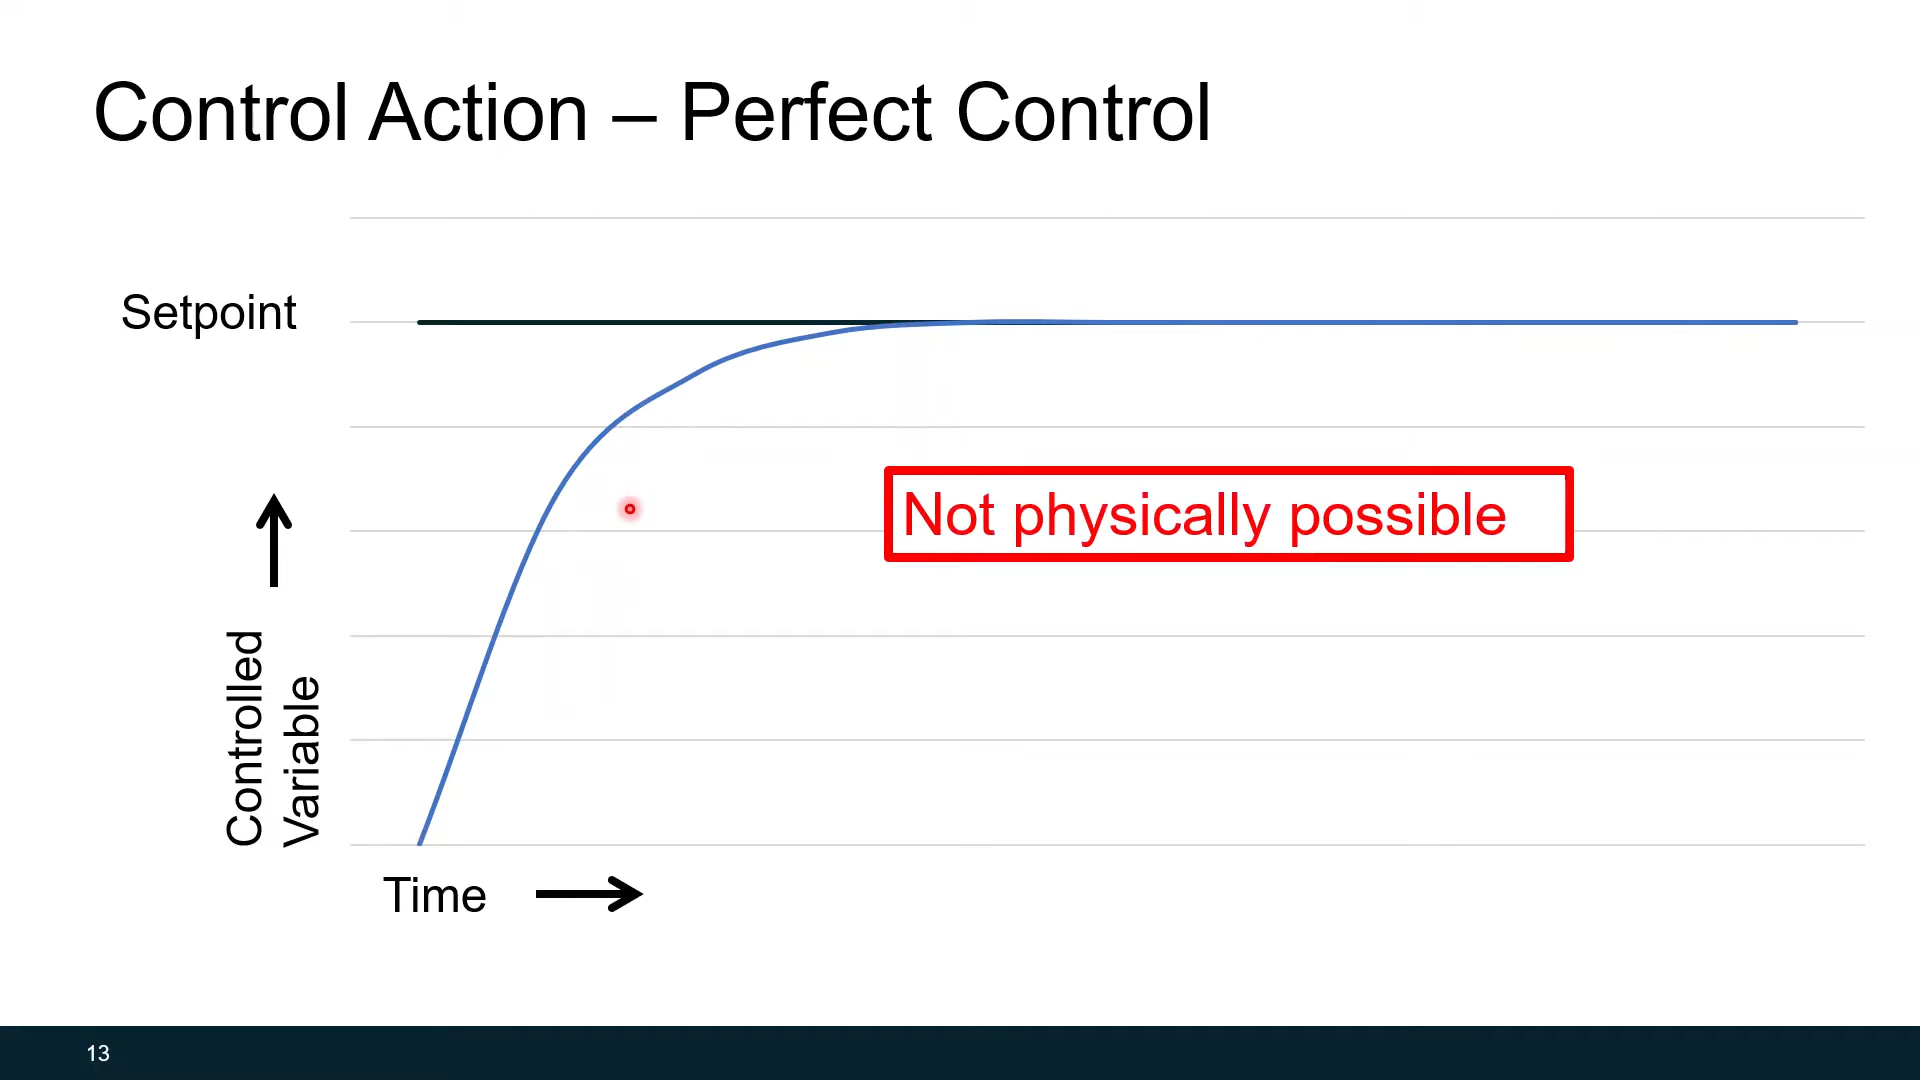 Control Action – Perfect Control
Setpoint
Not physically possible
Controlled
Variable
Time
13